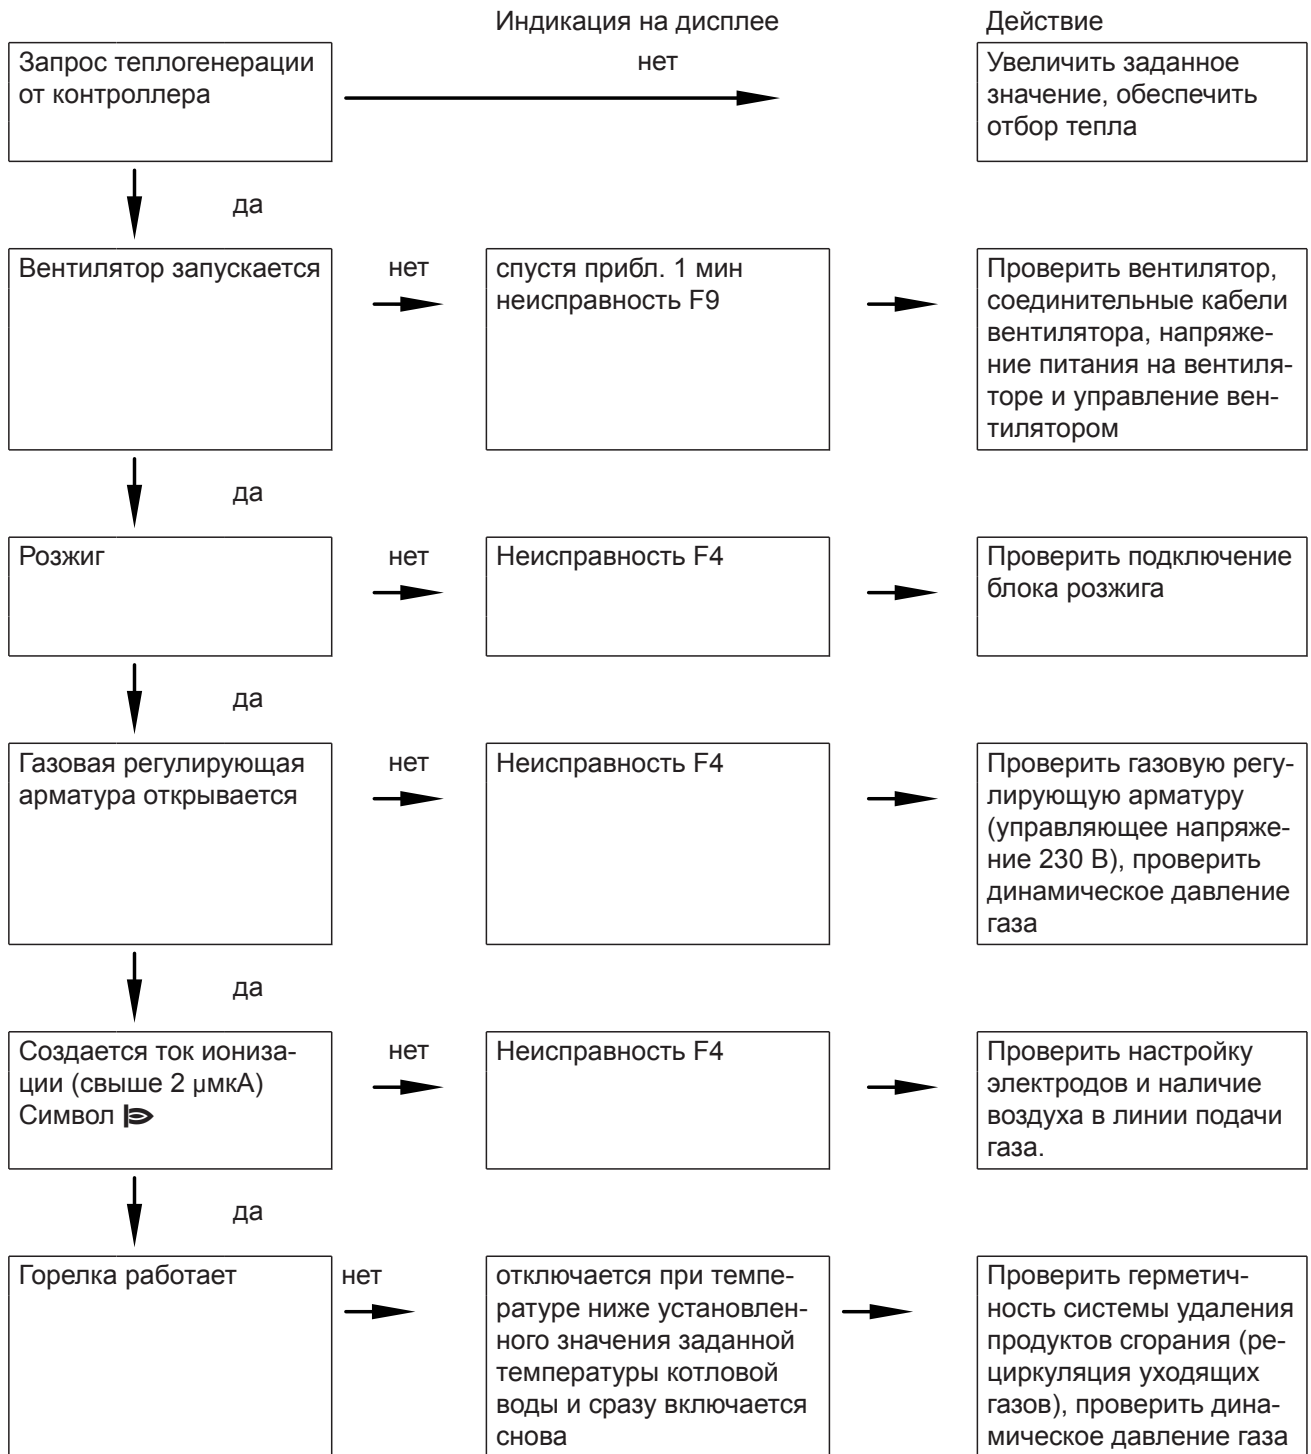 Индикация на дисплее
Действие
Запрос теплогенерации
от контроллера
нет
Увеличить заданное
значение, обеспечить
отбор тепла
да
Вентилятор запускается
нет
спустя прибл. 1 мин
неисправность F9
Проверить вентилятор,
соединительные кабели
вентилятора, напряже-
ние питания на вентиля-
торе и управление вен-
тилятором
да
Розжиг
нет
Неисправность F4
Проверить подключение
блока розжига
да
Газовая регулирующая
арматура открывается
нет
Неисправность F4
Проверить газовую регу-
лирующую арматуру
(управляющее напряже-
ние 230 В), проверить
динамическое давление
газа
да
Создается ток иониза-
ции (свыше 2 μмкА)
Символ
нет
Неисправность F4
Проверить настройку
электродов и наличие
воздуха в линии подачи
газа.
да
Горелка работает
нет
отключается при темпе-
ратуре ниже установлен-
ного значения заданной
температуры котловой
воды и сразу включается
снова
Проверить герметич-
ность системы удаления
продуктов сгорания (ре-
циркуляция уходящих
газов), проверить дина-
мическое давление газа